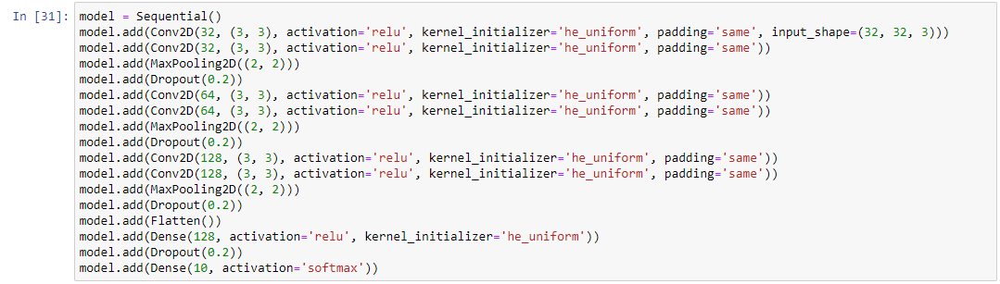 In [31]:
model = Sequential()
model.add(Conv2D(32, (3, 3), activation='relu', kernel_initializer='he_uniform', padding='same', input_shape=(32, 32, 3)))
model.add(Conv2D(32, (3, 3), activation='relu', kernel_initializer='he_uniform', padding='same'))
model.add(MaxPooling2D((2, 2)))
model.add(Dropout(0.2))
model.add(Conv2D(64, (3, 3), activation='relu', kernel_initializer='he_uniform', padding='same'))
model.add(Conv2D(64, (3, 3), activation='relu', kernel_initializer='he_uniform', padding='same'))
model.add(MaxPooling2D((2, 2)))
model.add(Dropout(0.2))
model.add(Conv2D(128, (3, 3), activation='relu', kernel_initializer='he_uniform', padding='same'))
model.add(Conv2D(128, (3, 3), activation='relu', kernel_initializer='he_uniform', padding='same'))
model.add(MaxPooling2D((2, 2)))
model.add(Dropout(0.2))
model.add(Flatten())
model.add(Dense(128, activation='relu', kernel_initializer='he_uniform'))
model.add(Dropout(0.2))
model.add(Dense(10, activation='softmax'))